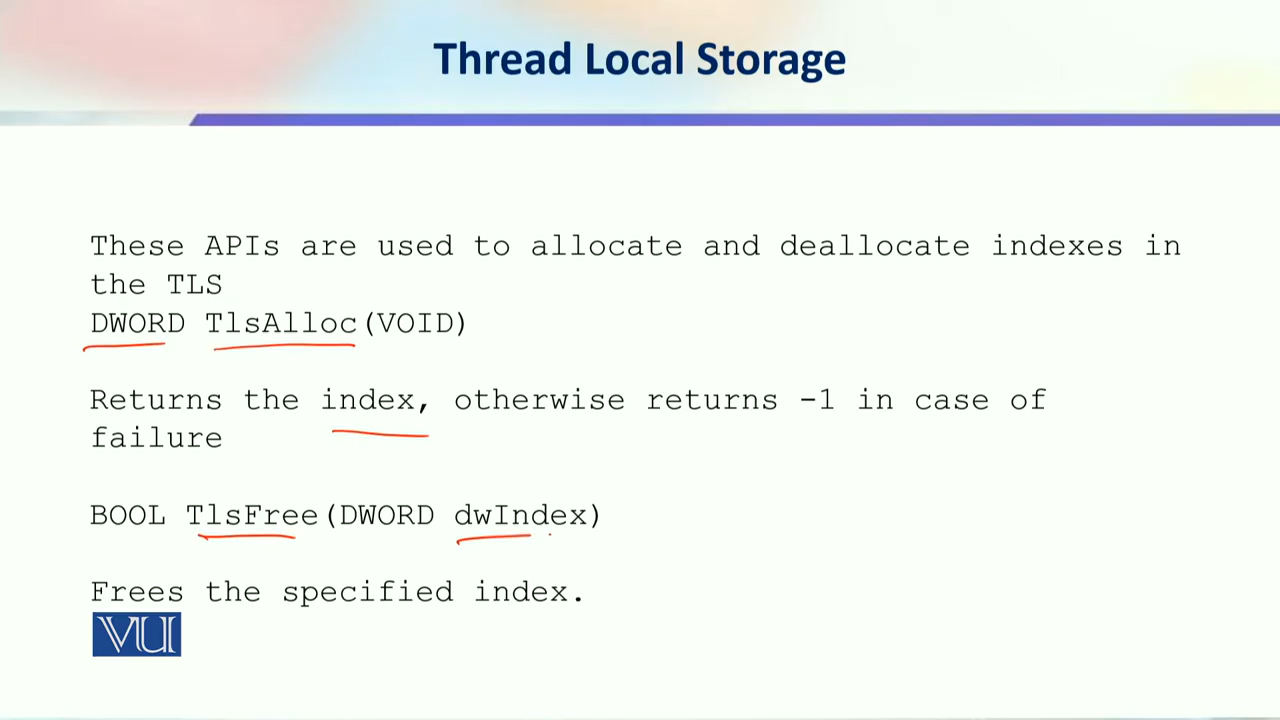 Thread Local Storage
These APIs are used to allocate and deallocate indexes in
the TLS
DWORD TlsAlloc(VOID)
Returns the index, otherwise returns -1 in case of
failure
BOOL TlsFree(DWORD dwIndex)
Frees the specified index.
VU